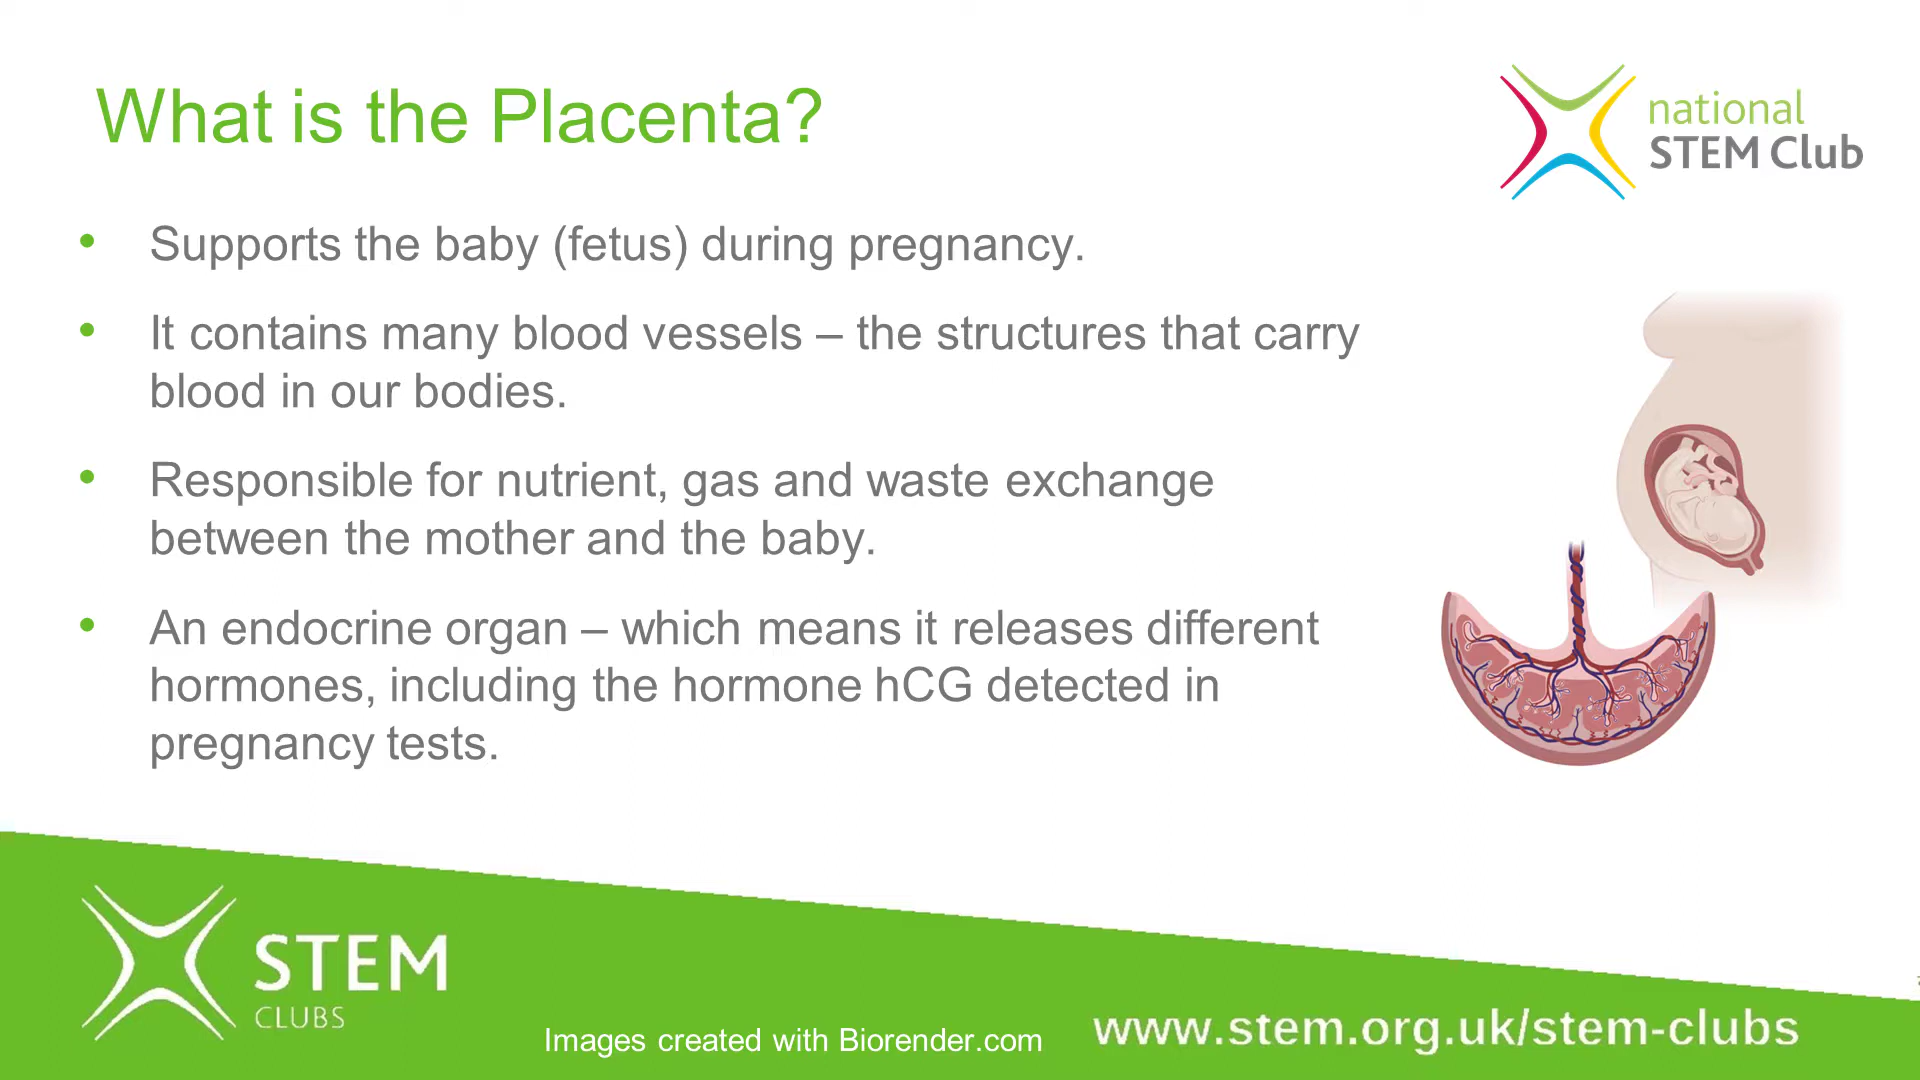 What is the Placenta?
national
STEM Club
• Supports the baby (fetus) during pregnancy.
• It contains many blood vessels – the structures that carry
blood in our bodies.
• Responsible for nutrient, gas and waste exchange
between the mother and the baby.
• An endocrine organ – which means it releases different
hormones, including the hormone hCG detected in
pregnancy tests.
STEM
CLUBS
Images created with Biorender.com
www.stem.org.uk/stem-clubs